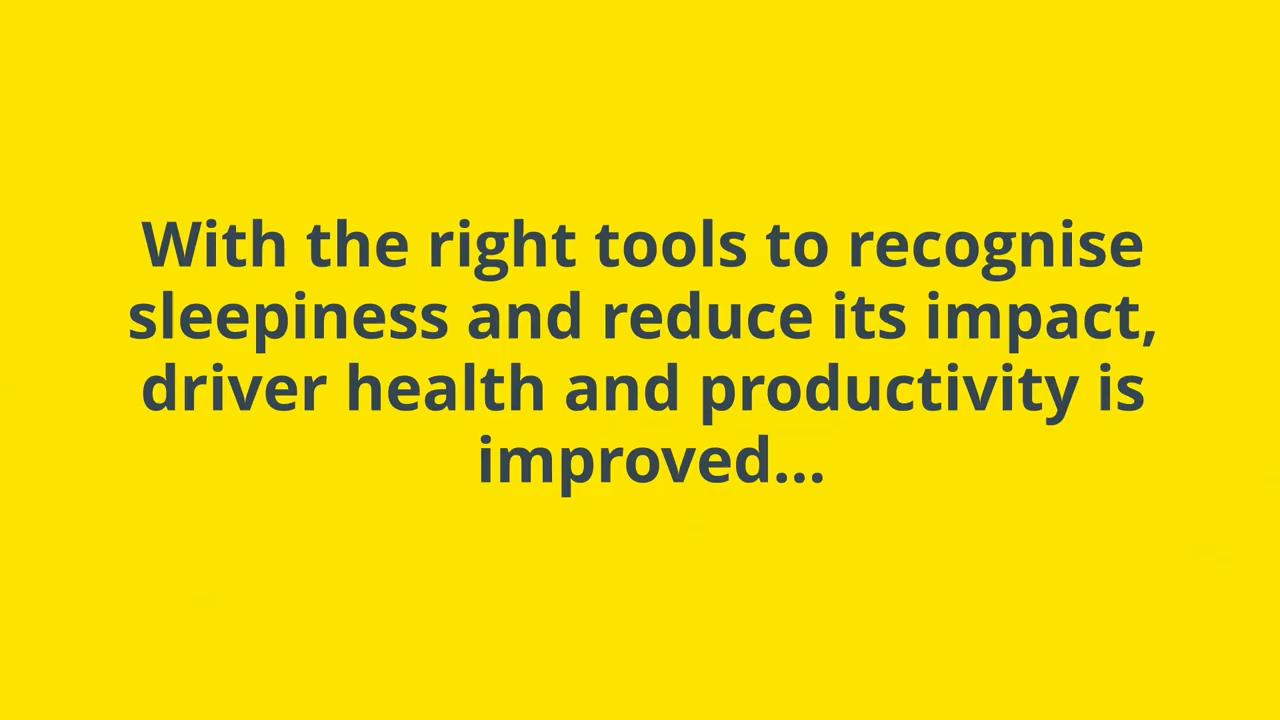 With the right tools to recognise
sleepiness and reduce its impact,
driver health and productivity is
improved...